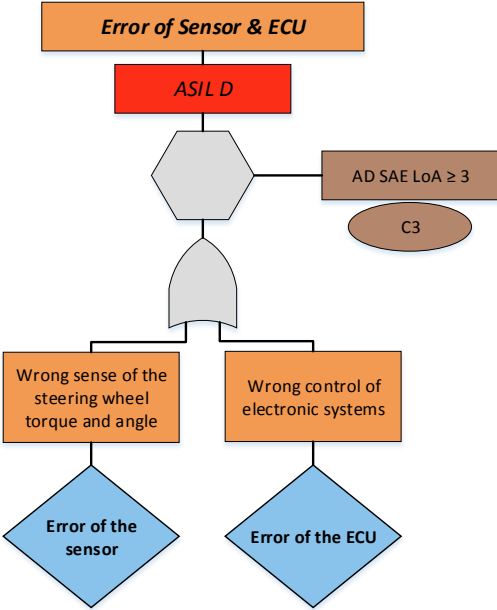 Error of Sensor & ECU
ASIL D
AD SAE LoA ≥ 3
C3
Wrong sense of the
steering wheel
torque and angle
Wrong control of
electronic systems
Error of the
sensor
Error of the ECU